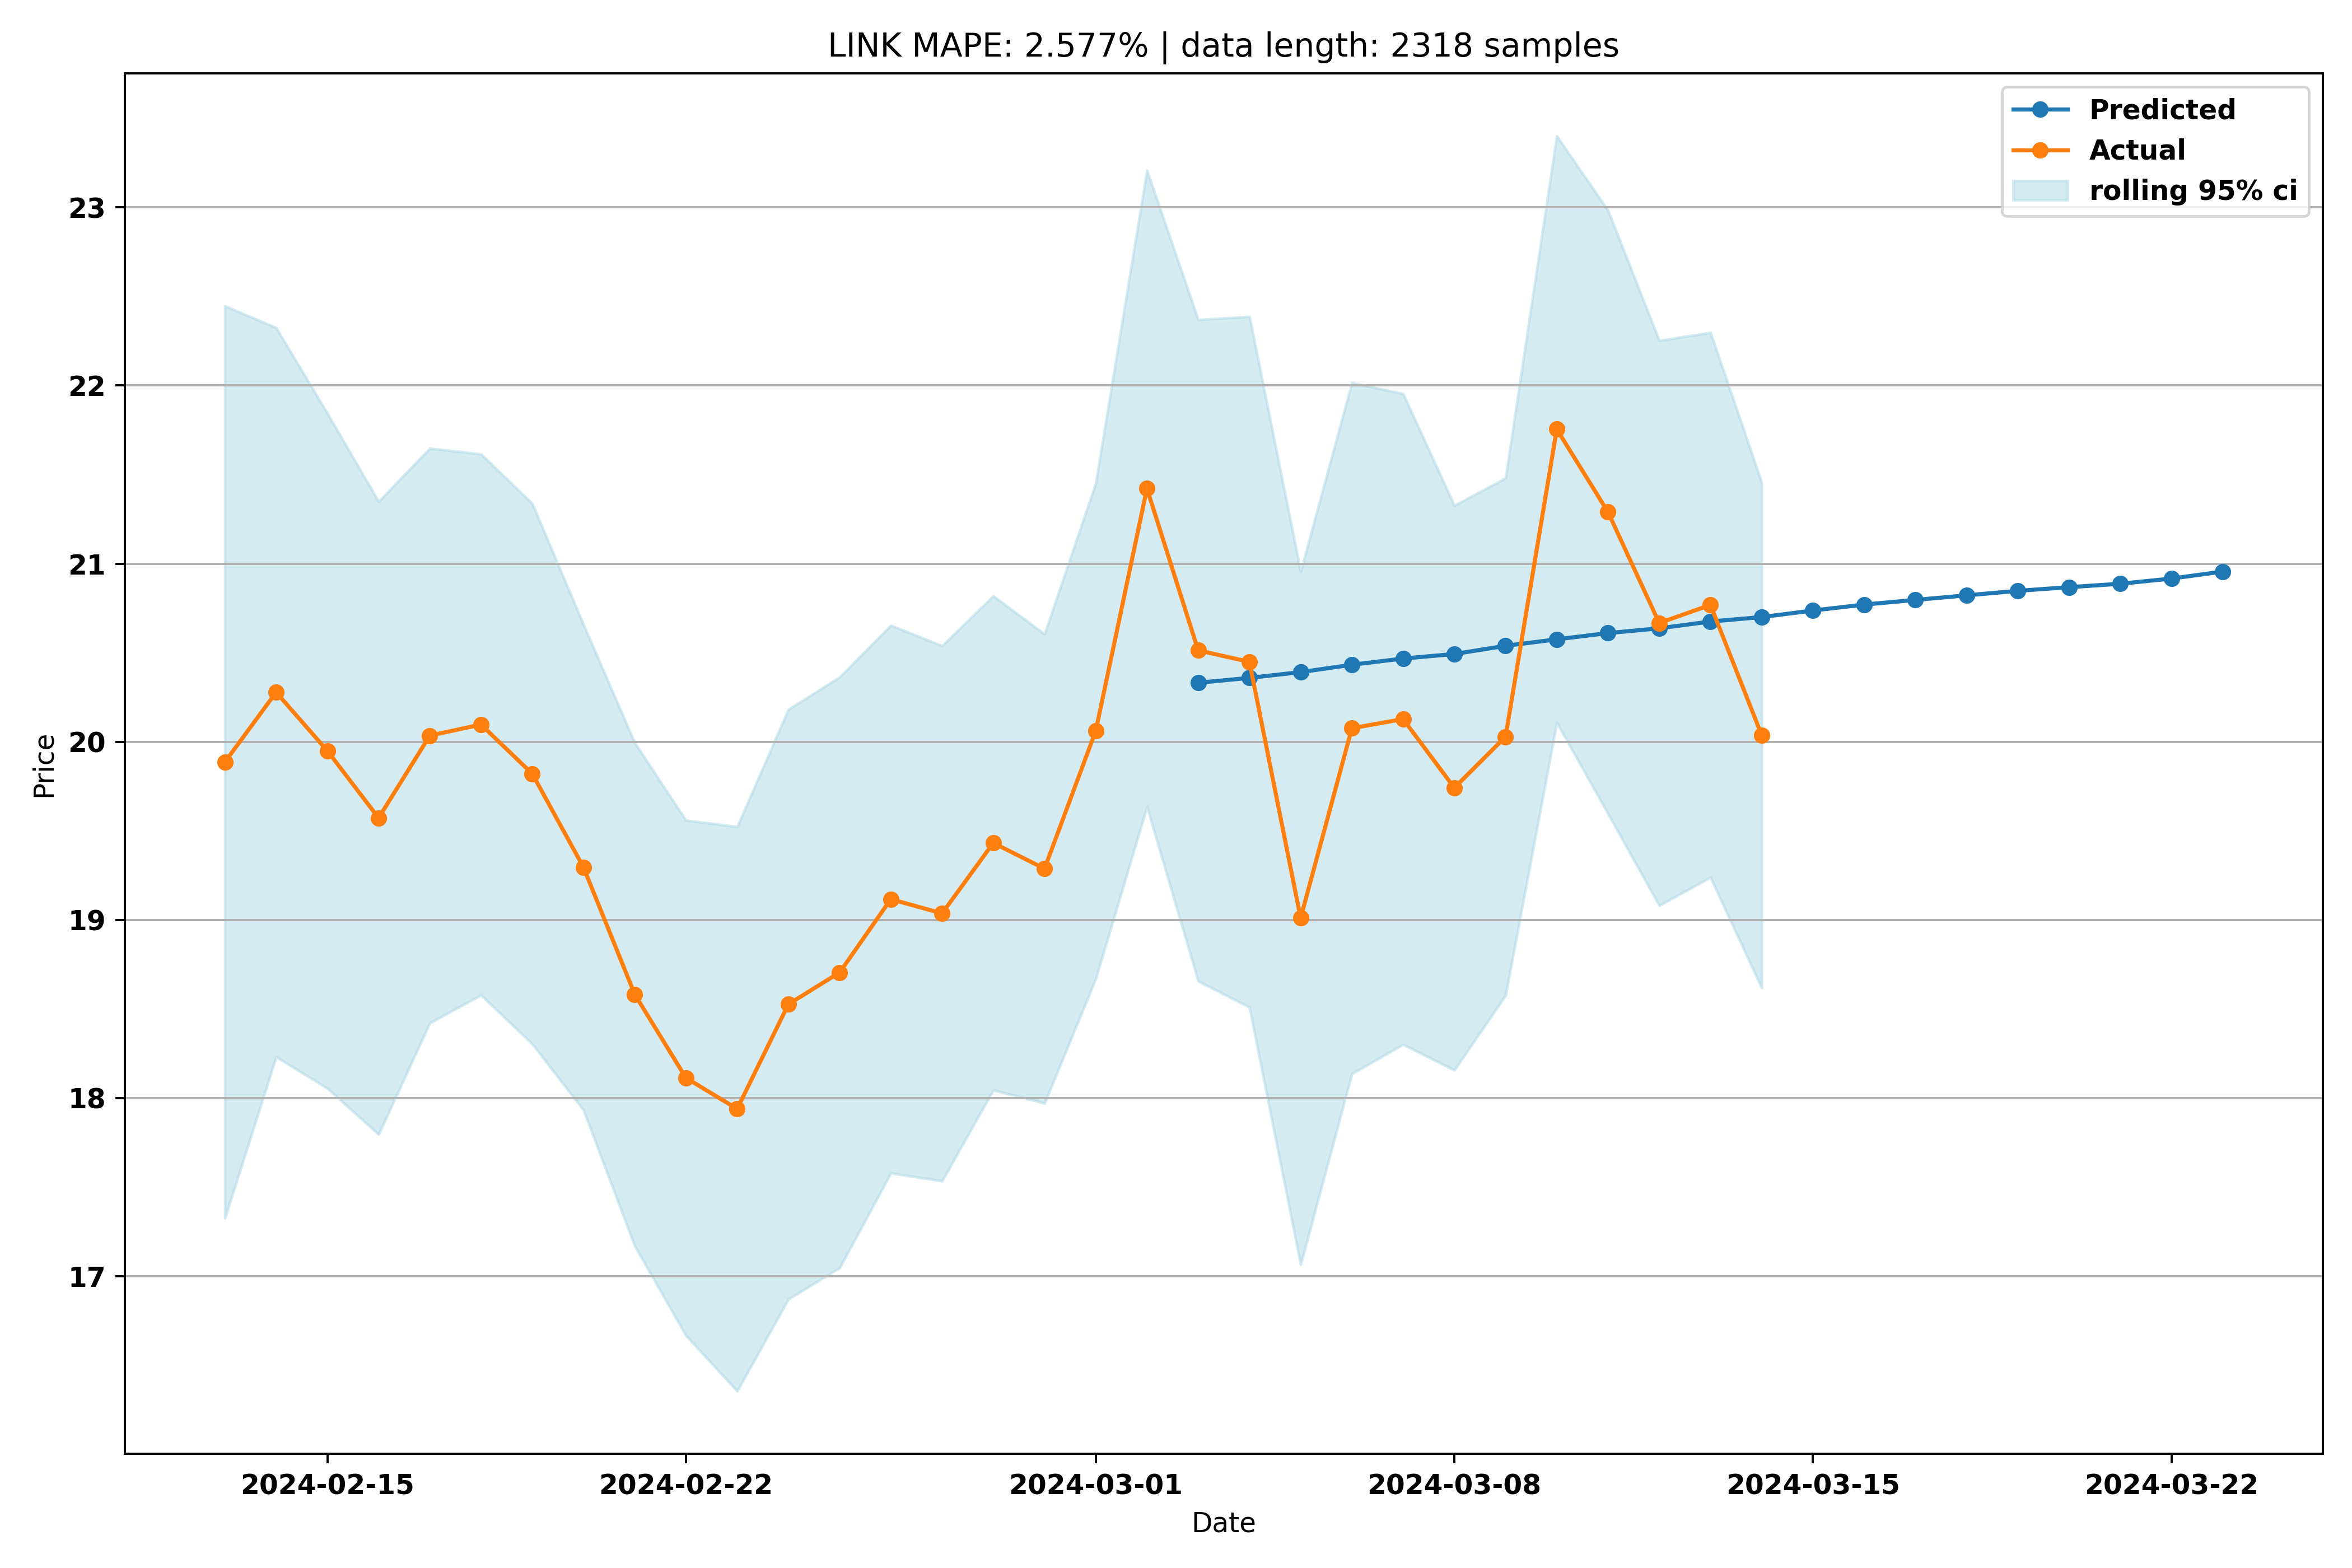 LINK MAPE: 2.577% | data length: 2318 samples
Predicted
Actual
rolling 95% ci
23
22
21
20
19
18
17
Price
2024-02-15
2024-02-22
2024-03-01
2024-03-08
2024-03-15
2024-03-22
Date